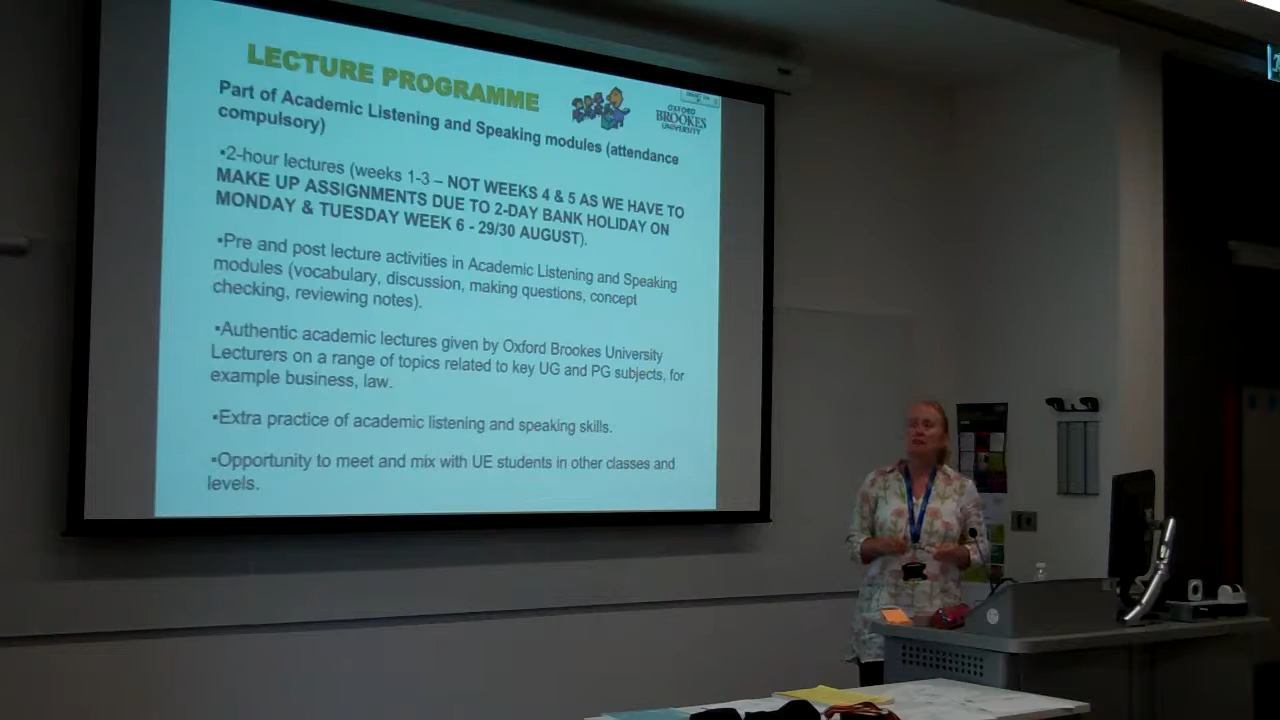 LECTURE PROGRAMME
OXFORD
BROOKES
UNIVERSITY
Part of Academic Listening and Speaking modules (attendance
compulsory)
•2-hour lectures (weeks 1-3 – NOT WEEKS 4 & 5 AS WE HAVE TO
MAKE UP ASSIGNMENTS DUE TO 2-DAY BANK HOLIDAY ON
MONDAY & TUESDAY WEEK 6 - 29/30 AUGUST).
•Pre and post lecture activities in Academic Listening and Speaking
modules (vocabulary, discussion, making questions, concept
checking, reviewing notes).
•Authentic academic lectures given by Oxford Brookes University
Lecturers on a range of topics related to key UG and PG subjects, for
example business, law.
•Extra practice of academic listening and speaking skills.
•Opportunity to meet and mix with UE students in other classes and
levels.